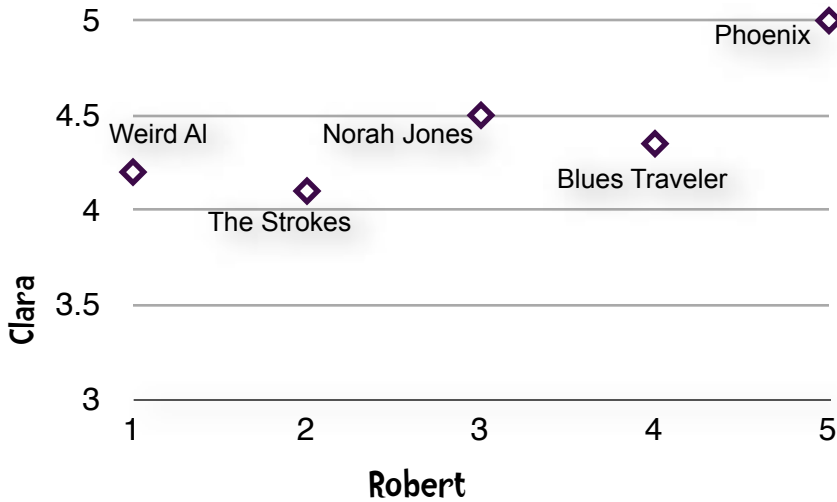 5
Phoenix
4.5
Weird Al
Norah Jones
Blues Traveler
4
The Strokes
3.5
Clara
3
1 2 3 4 5
Robert